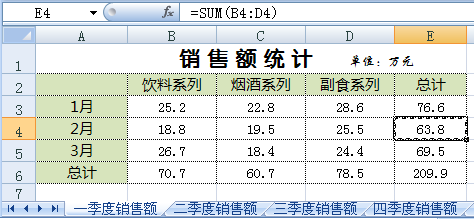 E4 =SUM(B4:D4)
A B C D E
1 销售额统计 单位：万元
2 饮料系列 烟酒系列 副食系列 总计
3 1月 25.2 22.8 28.6 76.6
4 2月 18.8 19.5 25.5 63.8
5 3月 26.7 18.4 24.4 69.5
6 总计 70.7 60.7 78.5 209.9
7
一季度销售额 二季度销售额 三季度销售额 四季度销售额